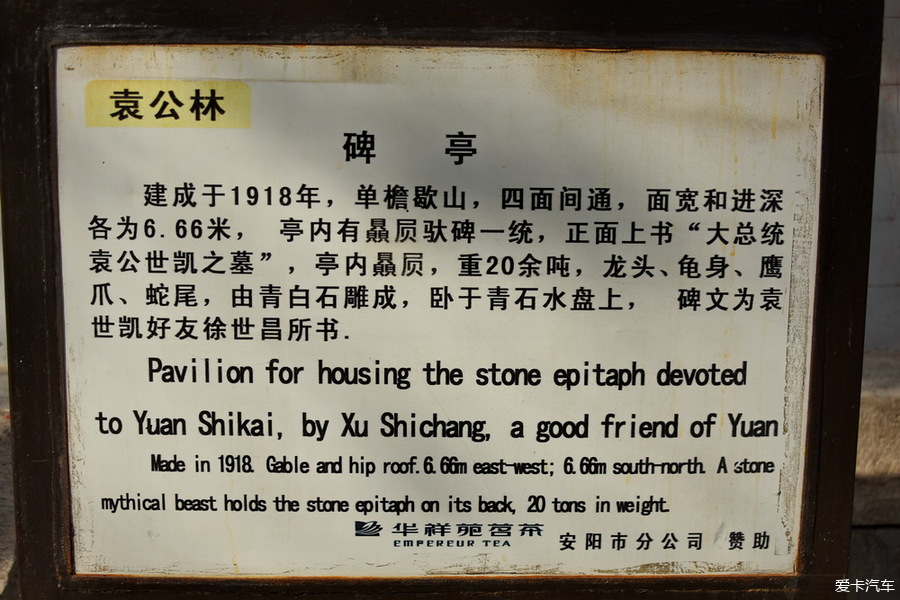 袁公林
碑 亭
建成于1918年，单檐歇山，四面间通，面宽和进深
各为6.66米， 亭内有赑屃驮碑一统，正面上书“大总统
袁公世凯之墓”，亭内赑屃，重20余吨，龙头、龟身、鹰
爪、蛇尾，由青白石雕成，卧于青石水盘上， 碑文为袁
世凯好友徐世昌所书.
Pavilion for housing the stone epitaph devoted
to Yuan Shikai, by Xu Shichang, a good friend of Yuan
Made in 1918. Gable and hip roof. 6.66m east-west; 6.66m south-north. A stone
mythical beast holds the stone epitaph on its back, 20 tons in weight.
华祥苑茗茶
EMPEREUR TEA
安阳市分公司 赞助
爱卡汽车